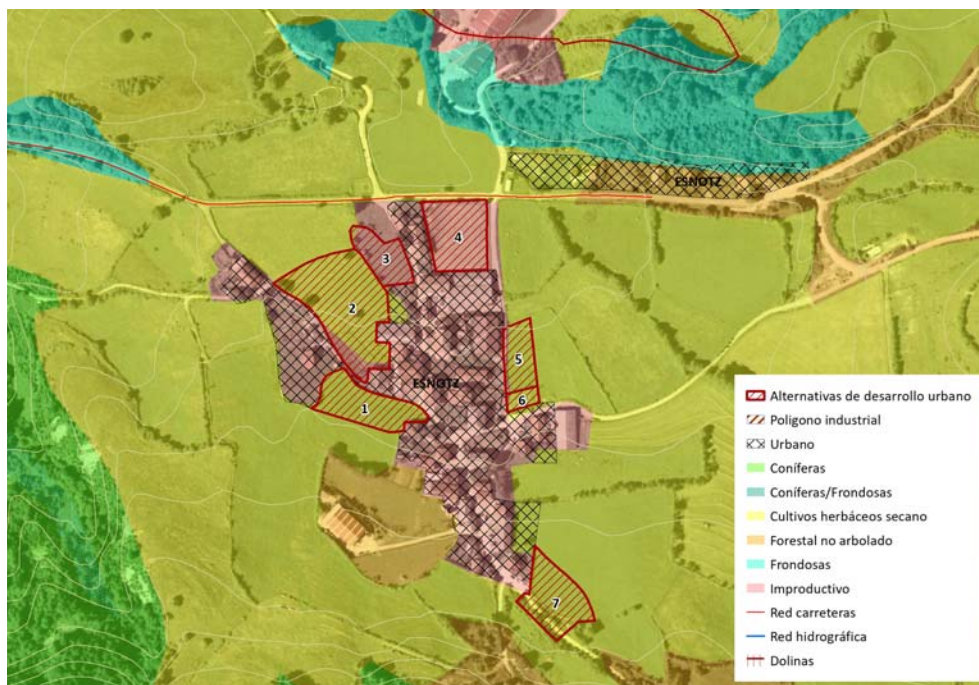 ESNOTZ
4
3
2
5
ESNOTZ
6
1
7
Alternativas de desarrollo urbano
Poligono industrial
Urbano
Coníferas
Coníferas/Frondosas
Cultivos herbáceos secano
Forestal no arbolado
Frondosas
Improductivo
Red carreteras
Red hidrográfica
Dolinas